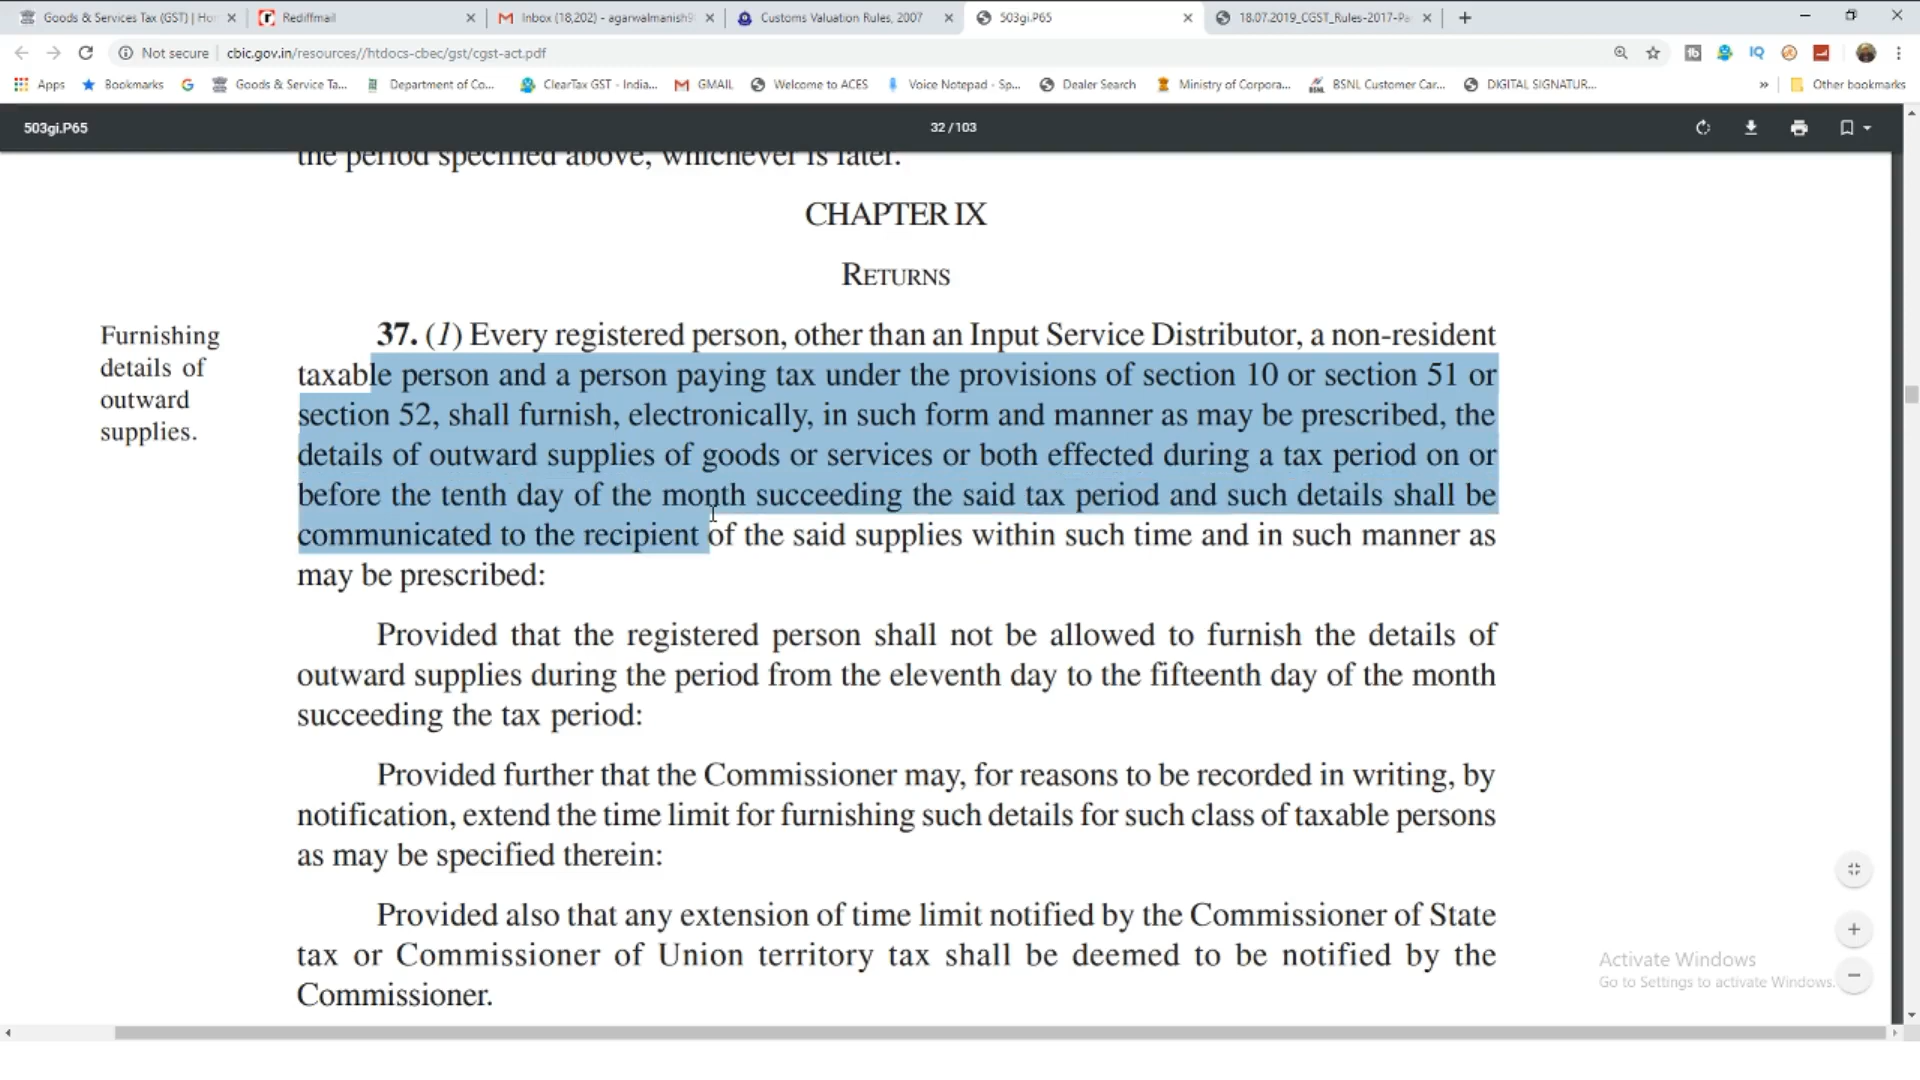 Goods & Services Tax (GST) | Ho
Rediffmail
Inbox (18,202) - agarwalmanish9
Customs Valuation Rules, 2007
503gi.P65
18.07.2019_CGST_Rules-2017-Pa
Not secure | cbic.gov.in/resources//htdocs-cbec/gst/cgst-act.pdf
Apps
Bookmarks
Goods & Service Ta...
Department of Co...
ClearTax GST - India...
GMAIL
Welcome to ACES
Voice Notepad - Sp...
Dealer Search
Ministry of Corpora...
BSNL Customer Car...
DIGITAL SIGNATUR...
» Other bookmarks
503gi.P65
32 / 103
the period specified above, whichever is later.
CHAPTER IX
RETURNS
Furnishing
details of
outward
supplies.
37. (1) Every registered person, other than an Input Service Distributor, a non-resident
taxable person and a person paying tax under the provisions of section 10 or section 51 or
section 52, shall furnish, electronically, in such form and manner as may be prescribed, the
details of outward supplies of goods or services or both effected during a tax period on or
before the tenth day of the month succeeding the said tax period and such details shall be
communicated to the recipient of the said supplies within such time and in such manner as
may be prescribed:
Provided that the registered person shall not be allowed to furnish the details of
outward supplies during the period from the eleventh day to the fifteenth day of the month
succeeding the tax period:
Provided further that the Commissioner may, for reasons to be recorded in writing, by
notification, extend the time limit for furnishing such details for such class of taxable persons
as may be specified therein:
Provided also that any extension of time limit notified by the Commissioner of State
tax or Commissioner of Union territory tax shall be deemed to be notified by the
Commissioner.
Activate Windows
Go to Settings to activate Windows.